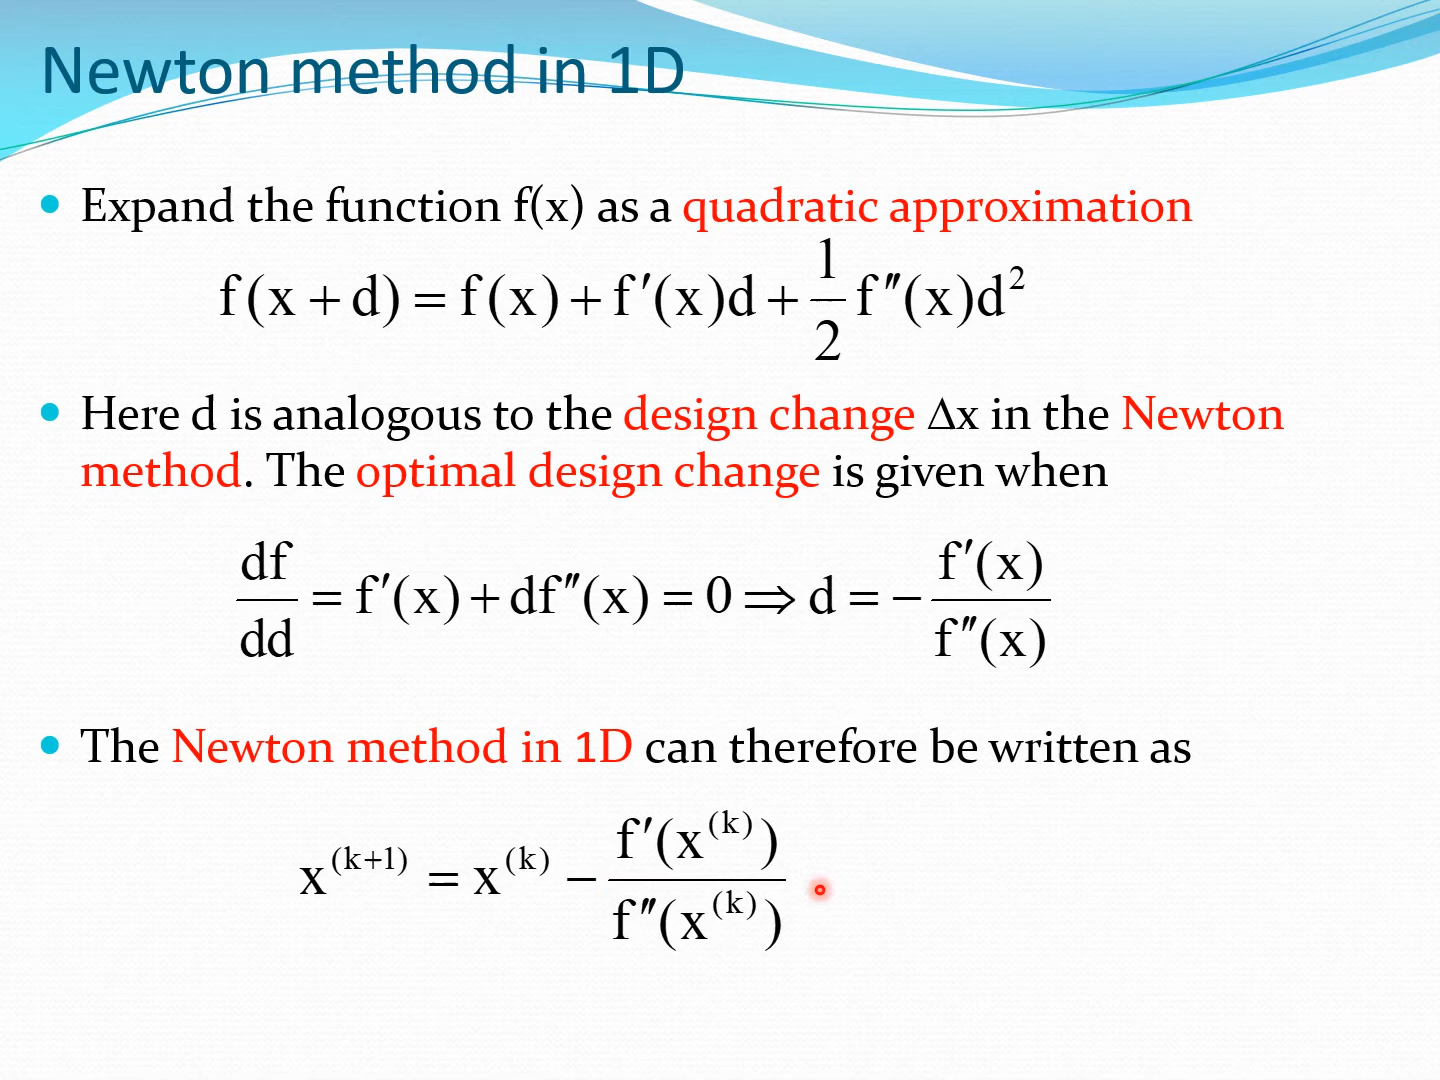 Newton method in 1D
• Expand the function f(x) as a quadratic approximation
f(x + d) = f(x) + f′(x)d + 1/2 f″(x)d²
• Here d is analogous to the design change Δx in the Newton
method. The optimal design change is given when
df/dd = f′(x) + df″(x) = 0 ⇒ d = − f′(x)/f″(x)
• The Newton method in 1D can therefore be written as
x^(k+1) = x^(k) − f′(x^(k))/f″(x^(k))